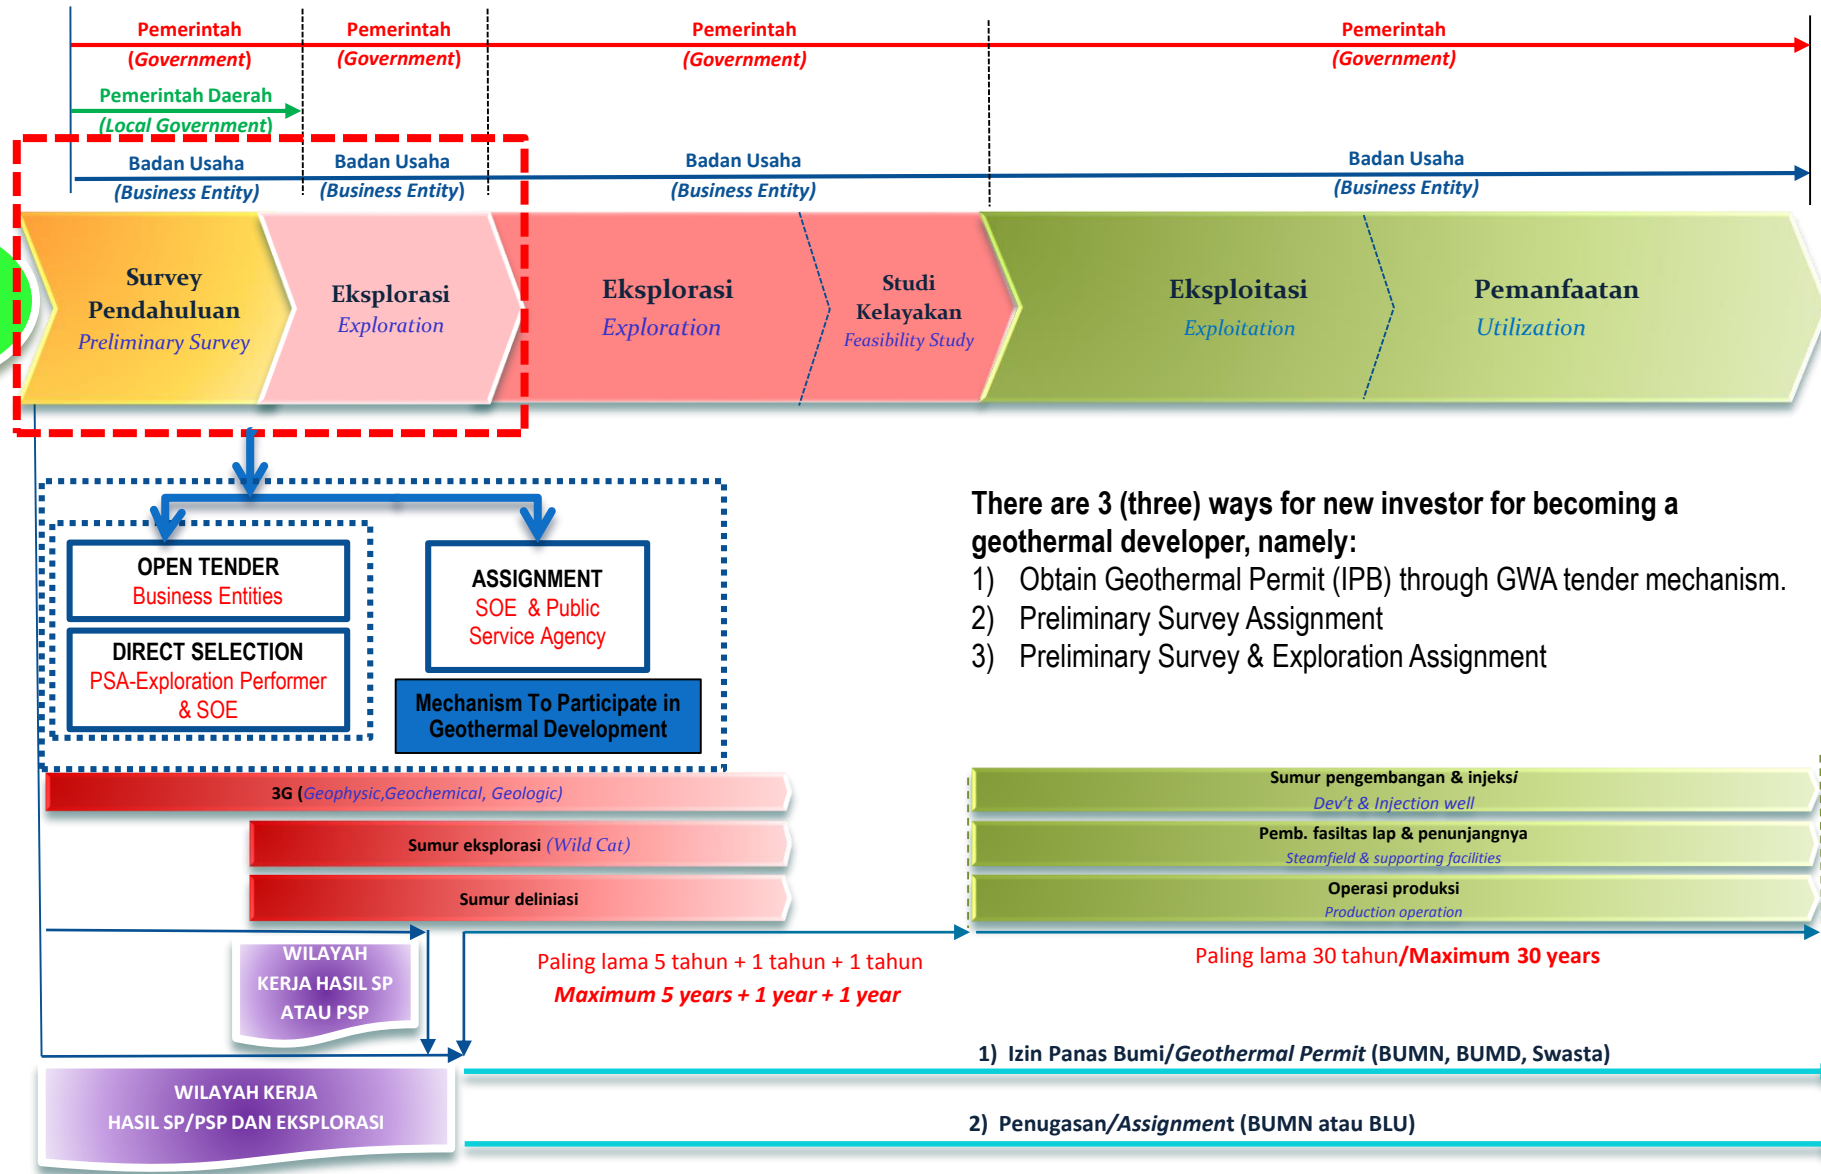 Pemerintah
(Government)
Pemerintah
(Government)
Pemerintah
(Government)
Pemerintah
(Government)
Pemerintah Daerah
(Local Government)
Badan Usaha
(Business Entity)
Badan Usaha
(Business Entity)
Badan Usaha
(Business Entity)
Badan Usaha
(Business Entity)
Survey
Pendahuluan
Preliminary Survey
Eksplorasi
Exploration
Eksplorasi
Exploration
Studi
Kelayakan
Feasibility Study
Eksploitasi
Exploitation
Pemanfaatan
Utilization
OPEN TENDER
Business Entities
DIRECT SELECTION
PSA-Exploration Performer
& SOE
ASSIGNMENT
SOE & Public
Service Agency
Mechanism To Participate in
Geothermal Development
There are 3 (three) ways for new investor for becoming a
geothermal developer, namely:
1) Obtain Geothermal Permit (IPB) through GWA tender mechanism.
2) Preliminary Survey Assignment
3) Preliminary Survey & Exploration Assignment
3G (Geophysic,Geochemical, Geologic)
Sumur eksplorasi (Wild Cat)
Sumur deliniasi
Sumur pengembangan & injeksi
Dev't & Injection well
Pemb. fasiltas lap & penunjangnya
Steamfield & supporting facilities
Operasi produksi
Production operation
WILAYAH
KERJA HASIL SP
ATAU PSP
Paling lama 5 tahun + 1 tahun + 1 tahun
Maximum 5 years + 1 year + 1 year
Paling lama 30 tahun/Maximum 30 years
WILAYAH KERJA
HASIL SP/PSP DAN EKSPLORASI
1) Izin Panas Bumi/Geothermal Permit (BUMN, BUMD, Swasta)
2) Penugasan/Assignment (BUMN atau BLU)